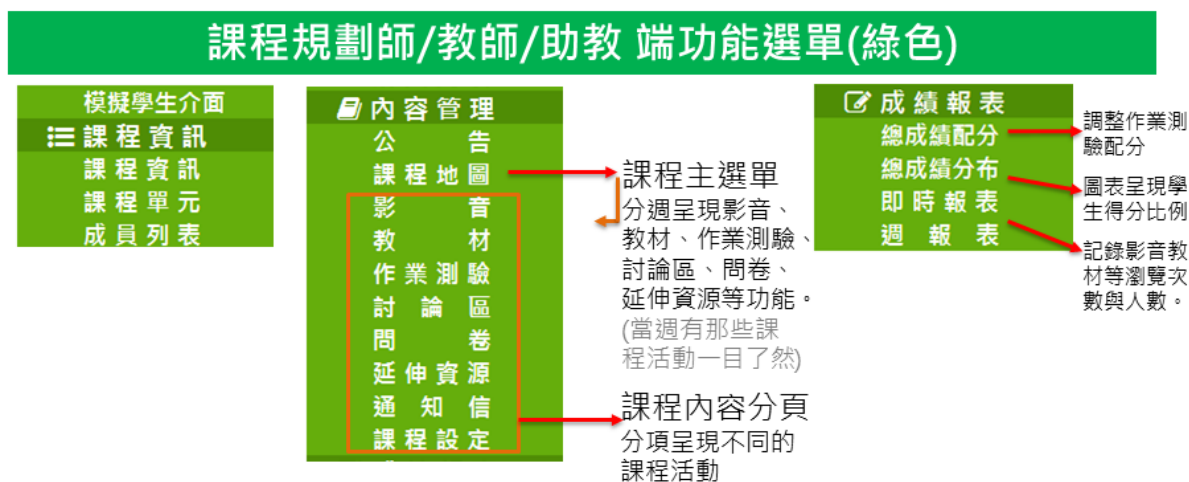 課程規劃師/教師/助教 端功能選單(綠色)
模擬學生介面
課程資訊
課程資訊
課程單元
成員列表
內容管理
公告
課程地圖
影音
教材
作業測驗
討論區
問卷
延伸資源
通知信
課程設定
課程主選單
分週呈現影音、
教材、作業測驗、
討論區、問卷、
延伸資源等功能。
(當週有那些課
程活動一目了然)
課程內容分頁
分項呈現不同的
課程活動
成績報表
總成績配分
總成績分布
即時報表
週報表
調整作業測
驗配分
圖表呈現學
生得分比例
記錄影音教
材等瀏覽次
數與人數。